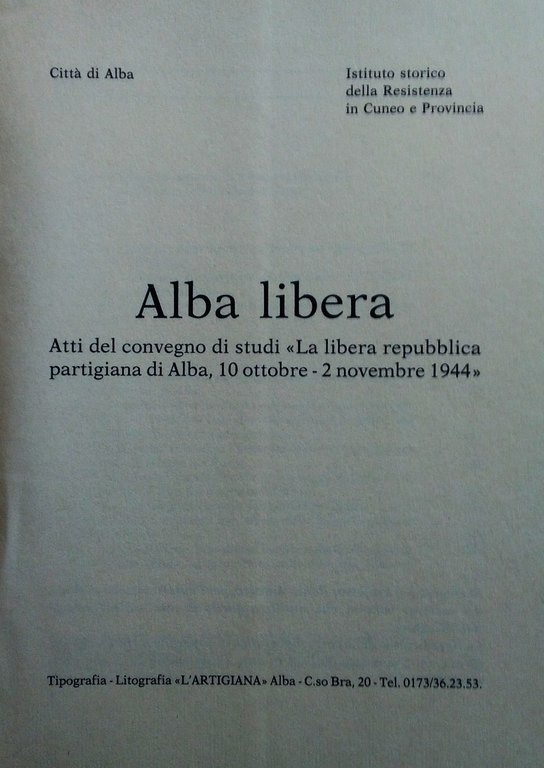 Città di Alba
Istituto storico
della Resistenza
in Cuneo e Provincia
Alba libera
Atti del convegno di studi «La libera repubblica
partigiana di Alba, 10 ottobre - 2 novembre 1944»
Tipografia - Litografia «L'ARTIGIANA» Alba - C.so Bra, 20 - Tel. 0173/36.23.53.